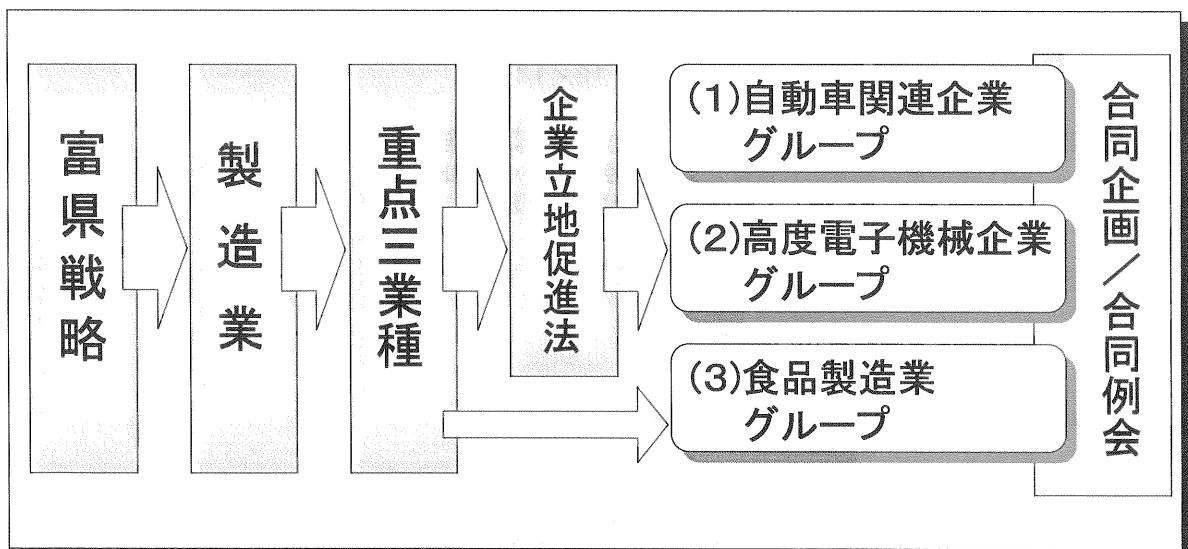 富県戦略
製造業
重点三業種
企業立地促進法
(1)自動車関連企業
グループ
(2)高度電子機械企業
グループ
(3)食品製造業
グループ
合同企画／合同例会